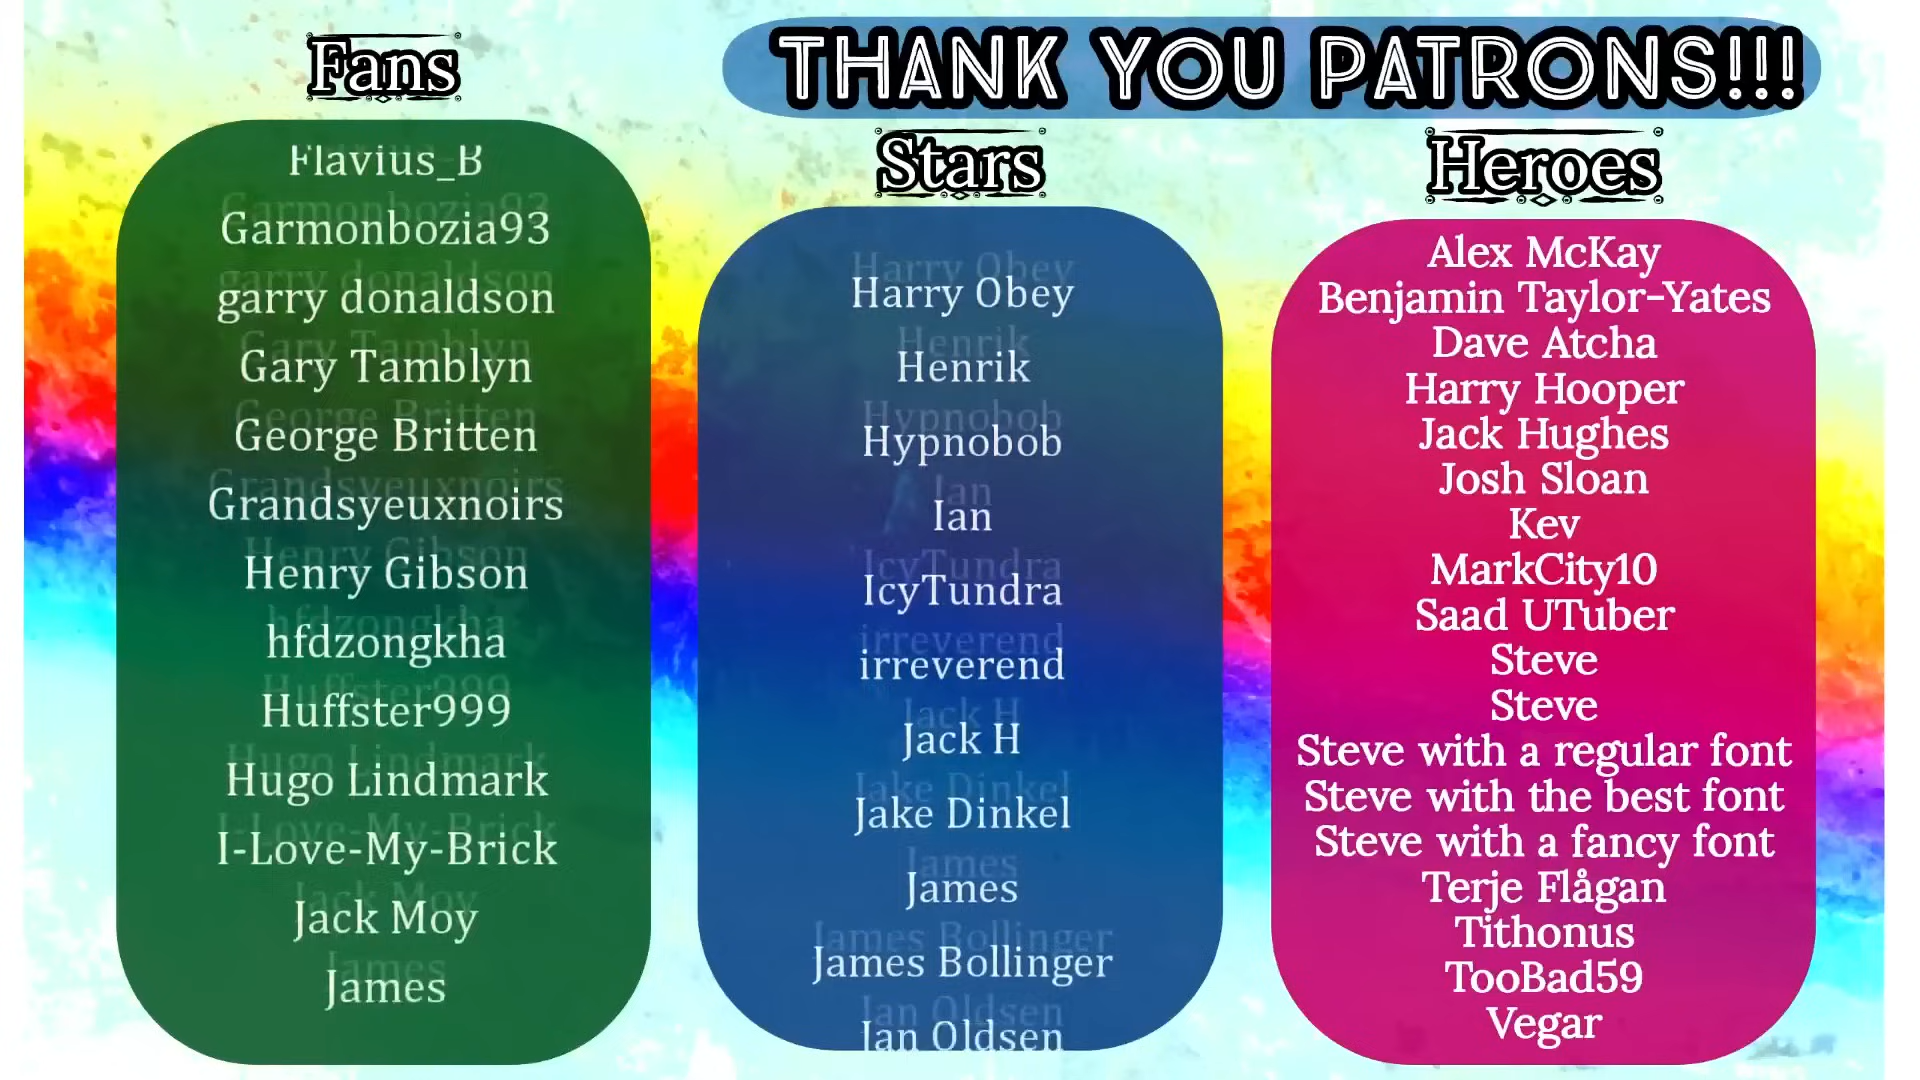 Fans
Flavius_B
Garmonbozia93
garry donaldson
Gary Tamblyn
George Britten
Grandsyeuxnoirs
Henry Gibson
hfdzongkha
Huffster999
Hugo Lindmark
I-Love-My-Brick
Jack Moy
James
THANK YOU PATRONS!!!
Stars
Harry Obey
Henrik
Hypnobob
Ian
IcyTundra
irreverend
Jack H
Jake Dinkel
James
James Bollinger
Jan Oldsen
Heroes
Alex McKay
Benjamin Taylor-Yates
Dave Atcha
Harry Hooper
Jack Hughes
Josh Sloan
Kev
MarkCity10
Saad UTuber
Steve
Steve
Steve with a regular font
Steve with the best font
Steve with a fancy font
Terje Flågan
Tithonus
TooBad59
Vegar